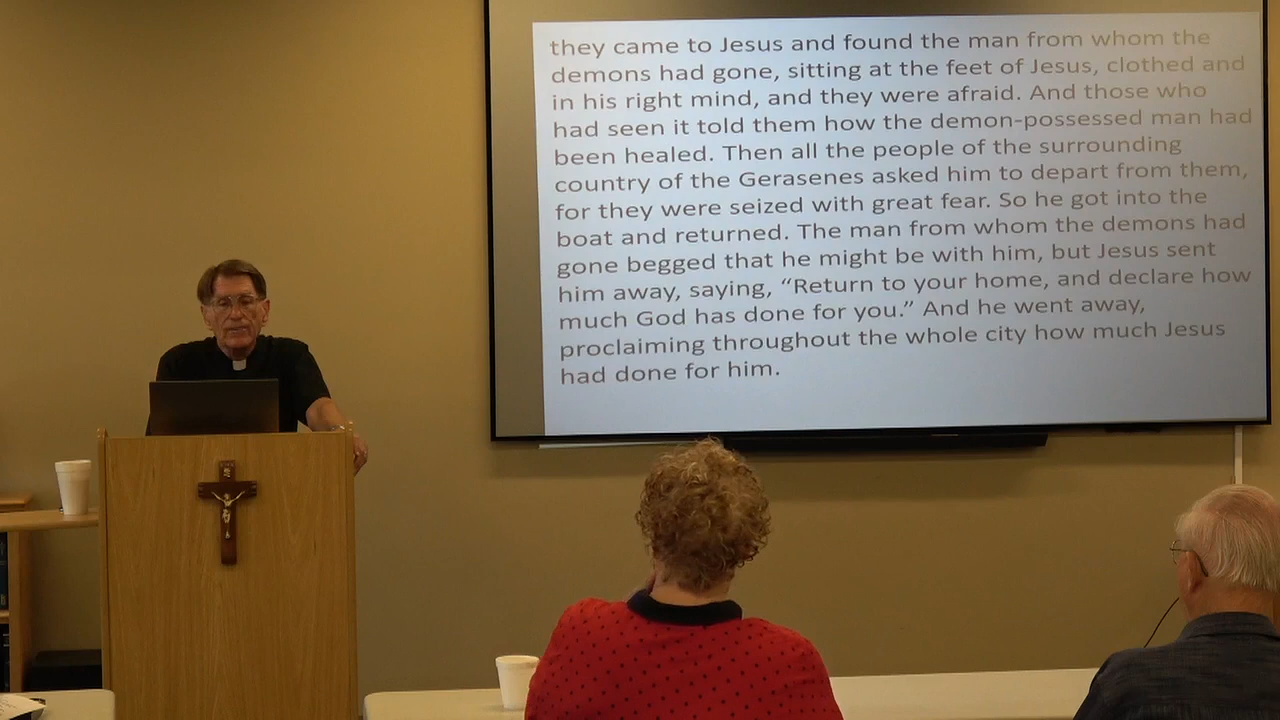 they came to Jesus and found the man from whom the
demons had gone, sitting at the feet of Jesus, clothed and
in his right mind, and they were afraid. And those who
had seen it told them how the demon-possessed man had
been healed. Then all the people of the surrounding
country of the Gerasenes asked him to depart from them,
for they were seized with great fear. So he got into the
boat and returned. The man from whom the demons had
gone begged that he might be with him, but Jesus sent
him away, saying, “Return to your home, and declare how
much God has done for you.” And he went away,
proclaiming throughout the whole city how much Jesus
had done for him.